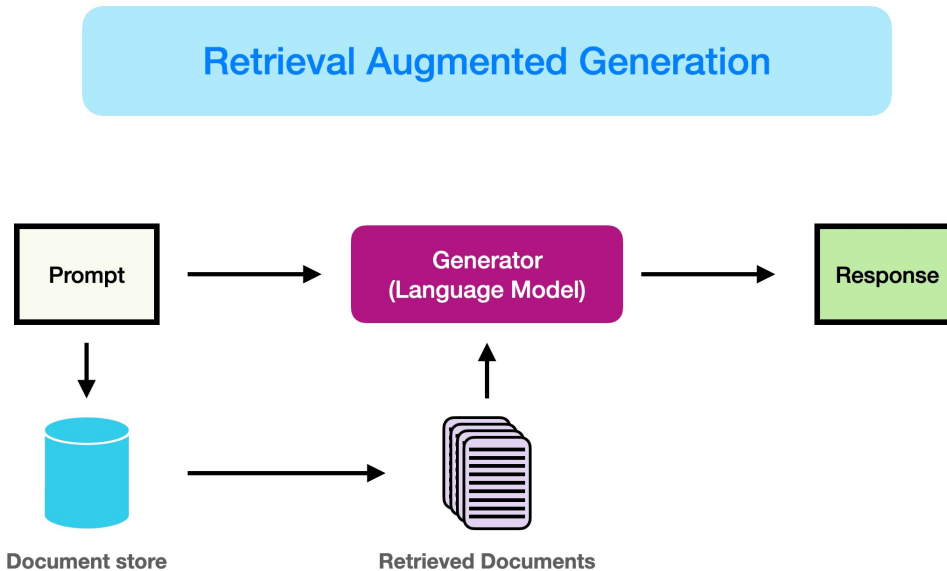 Retrieval Augmented Generation
Prompt
Generator
(Language Model)
Response
Document store
Retrieved Documents